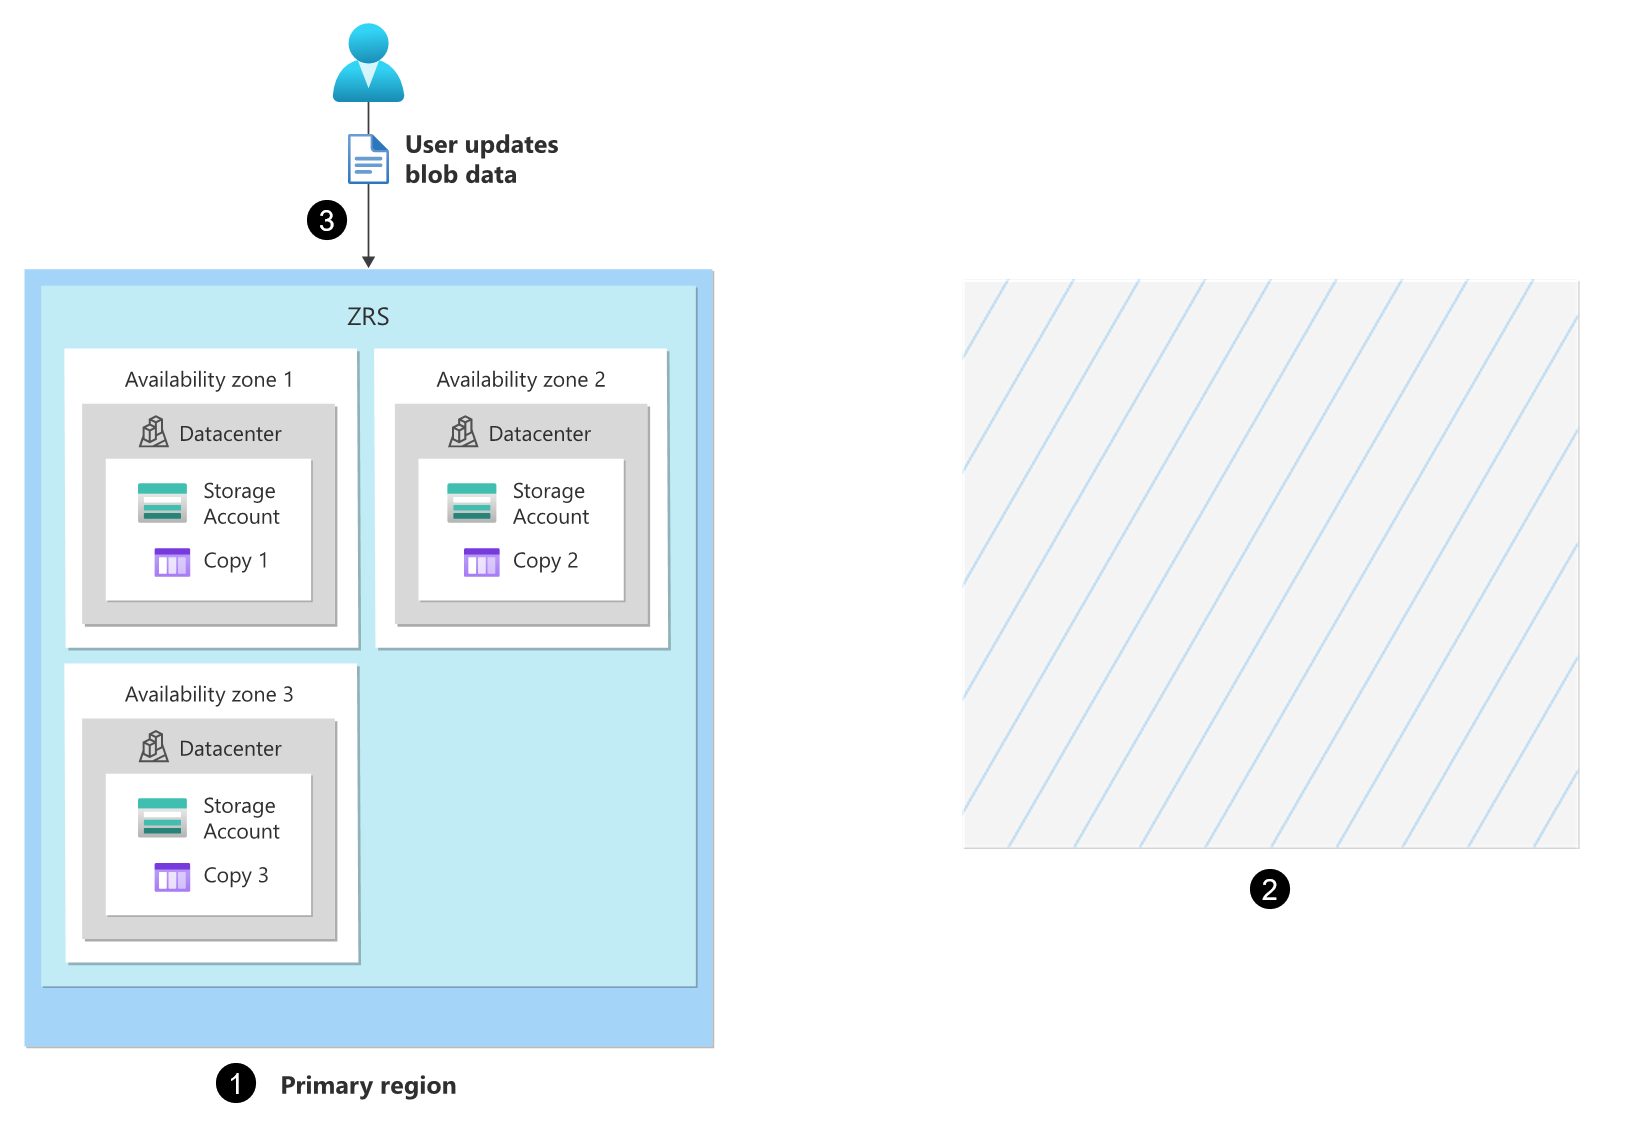 User updates
blob data
3
ZRS
Availability zone 1
Datacenter
Storage
Account
Copy 1
Availability zone 2
Datacenter
Storage
Account
Copy 2
Availability zone 3
Datacenter
Storage
Account
Copy 3
1 Primary region
2